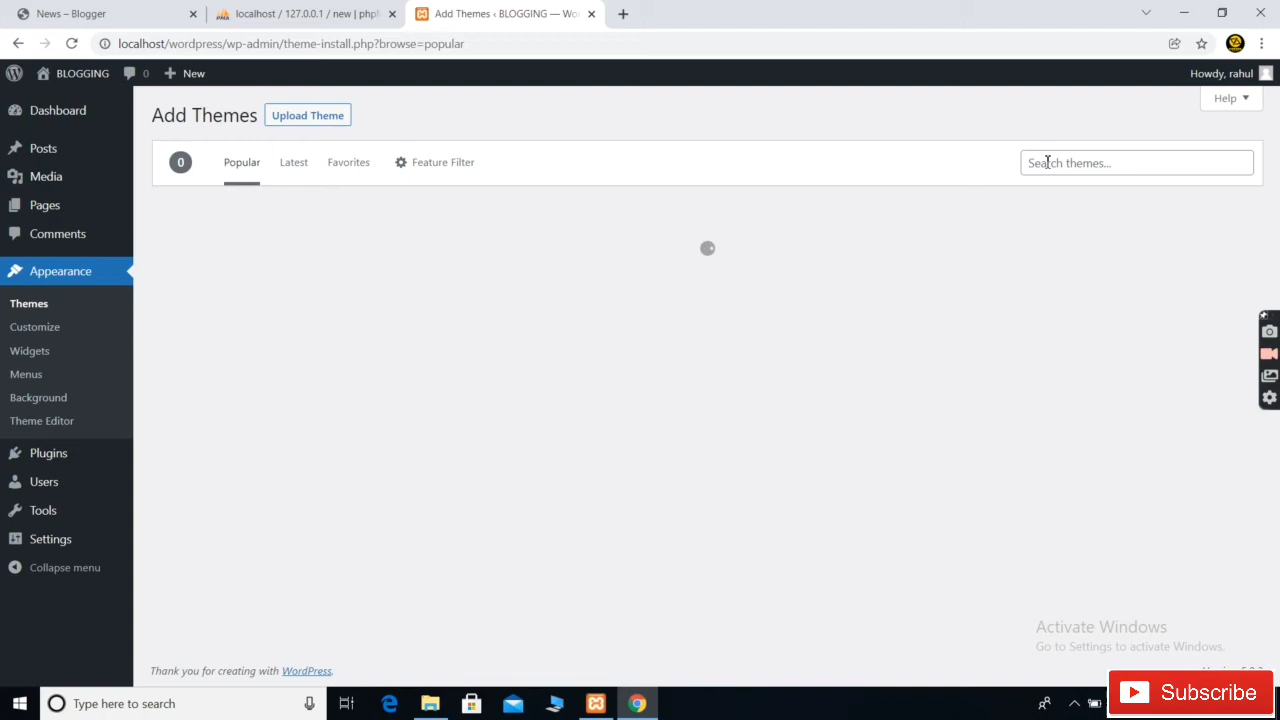 News – Blogger
localhost / 127.0.0.1 / new | phpM
Add Themes ‹ BLOGGING — Wo
localhost/wordpress/wp-admin/theme-install.php?browse=popular
BLOGGING
0
New
Howdy, rahul
Dashboard
Posts
Media
Pages
Comments
Appearance
Themes
Customize
Widgets
Menus
Background
Theme Editor
Plugins
Users
Tools
Settings
Collapse menu
Help
Add Themes
Upload Theme
0
Popular
Latest
Favorites
Feature Filter
Search themes...
Activate Windows
Go to Settings to activate Windows.
Thank you for creating with WordPress.
Type here to search
Subscribe